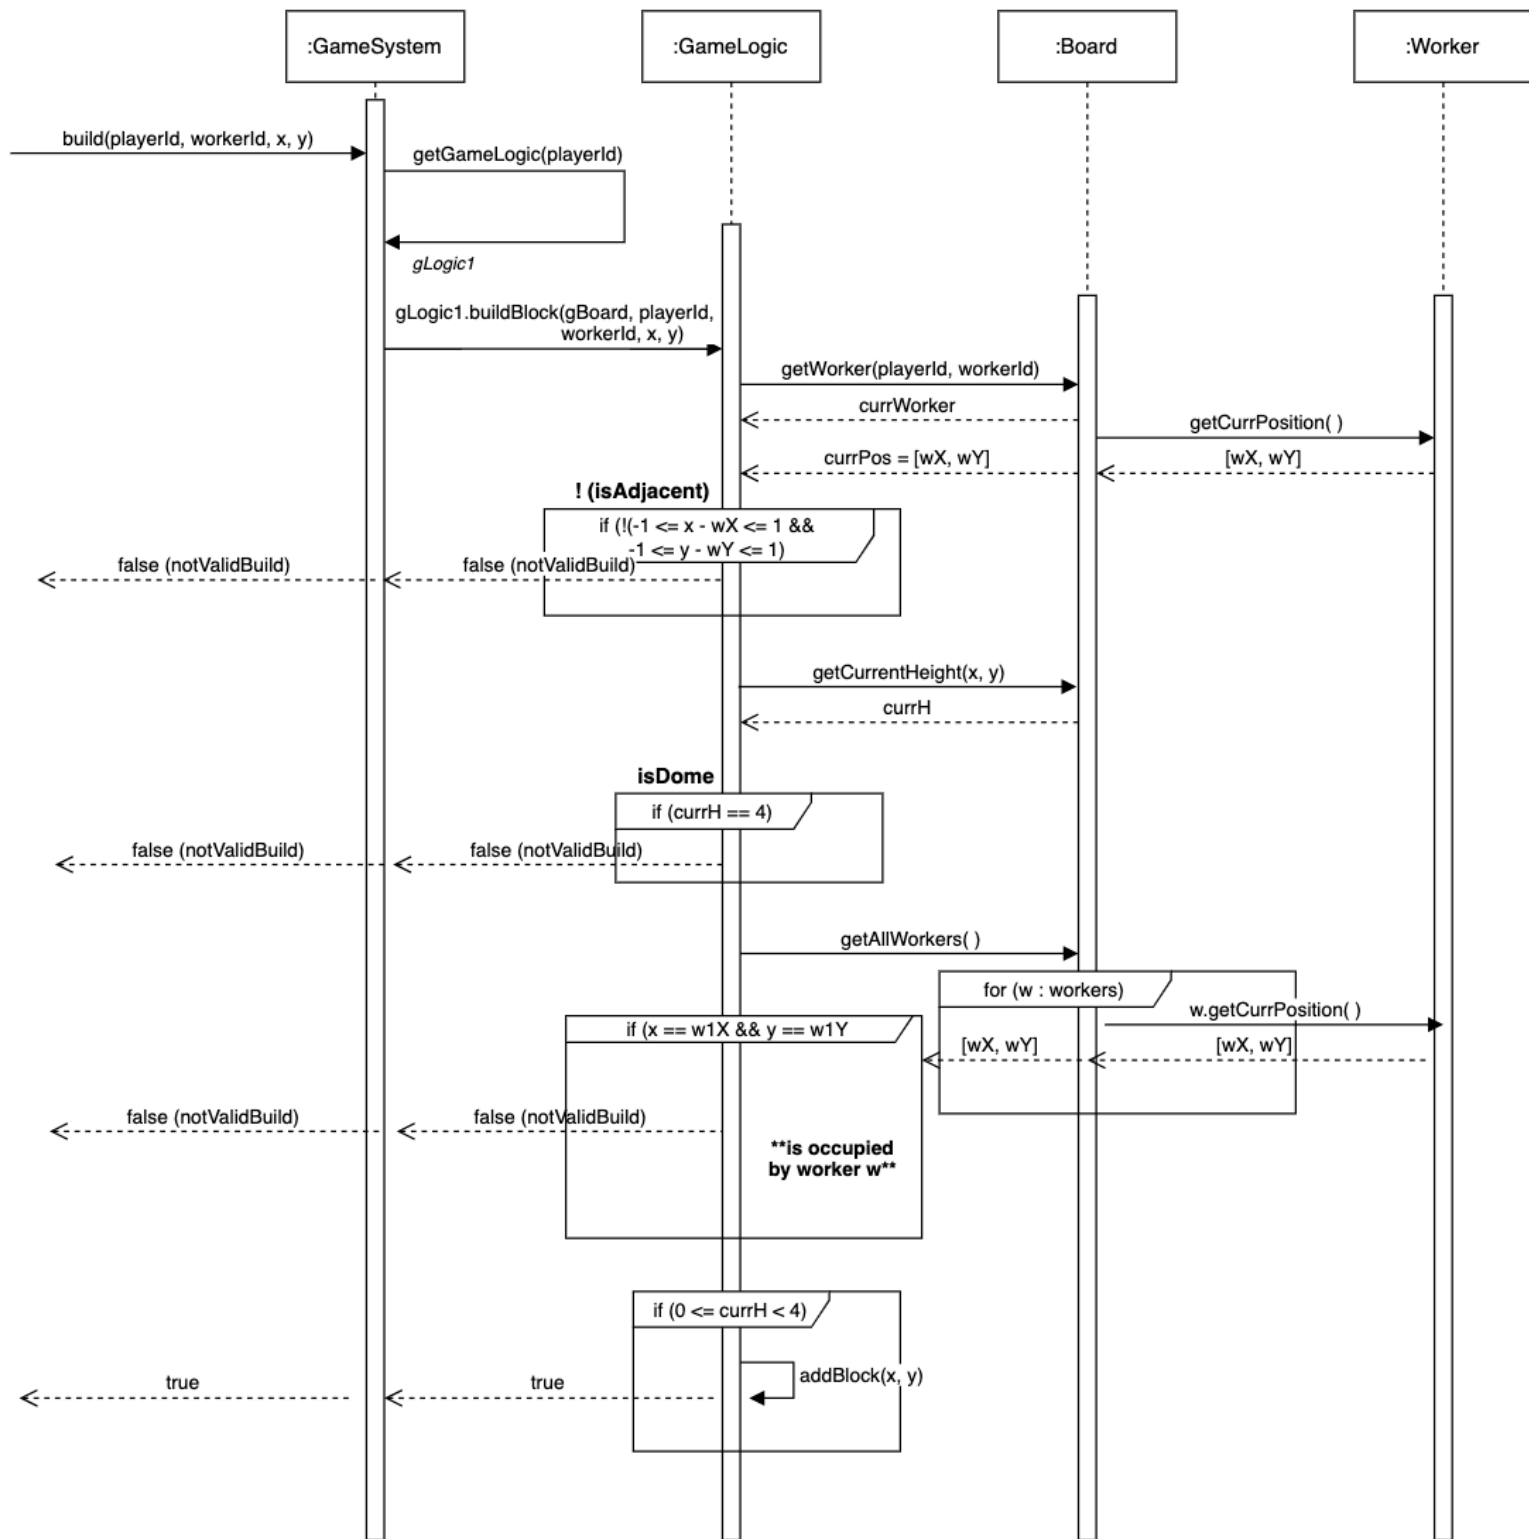 :GameSystem
:GameLogic
:Board
:Worker
build(playerId, workerId, x, y)
getGameLogic(playerId)
gLogic1
gLogic1.buildBlock(gBoard, playerId,
workerId, x, y)
getWorker(playerId, workerId)
currWorker
getCurrPosition( )
currPos = [wX, wY]
[wX, wY]
! (isAdjacent)
if (!(-1 <= x - wX <= 1 &&
-1 <= y - wY <= 1)
false (notValidBuild)
false (notValidBuild)
getCurrentHeight(x, y)
currH
isDome
if (currH == 4)
false (notValidBuild)
false (notValidBuild)
getAllWorkers( )
for (w : workers)
w.getCurrPosition( )
if (x == w1X && y == w1Y
[wX, wY]
[wX, wY]
false (notValidBuild)
false (notValidBuild)
**is occupied
by worker w**
if (0 <= currH < 4)
addBlock(x, y)
true
true